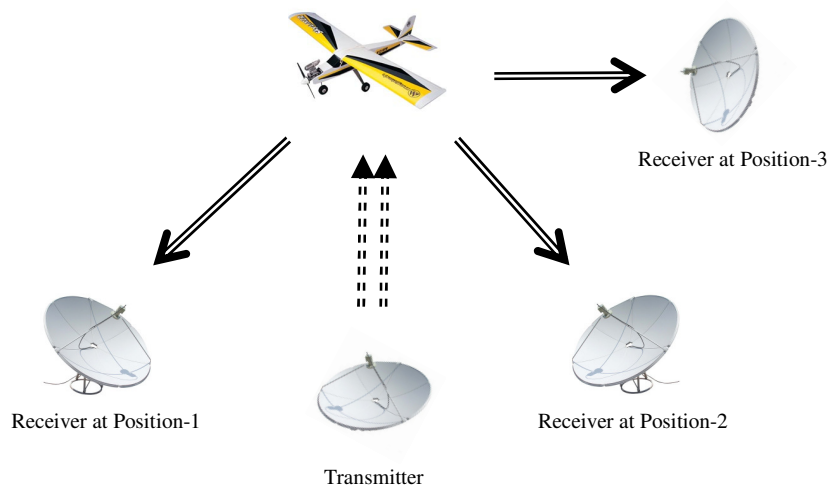 Receiver at Position-3
Receiver at Position-1
Receiver at Position-2
Transmitter